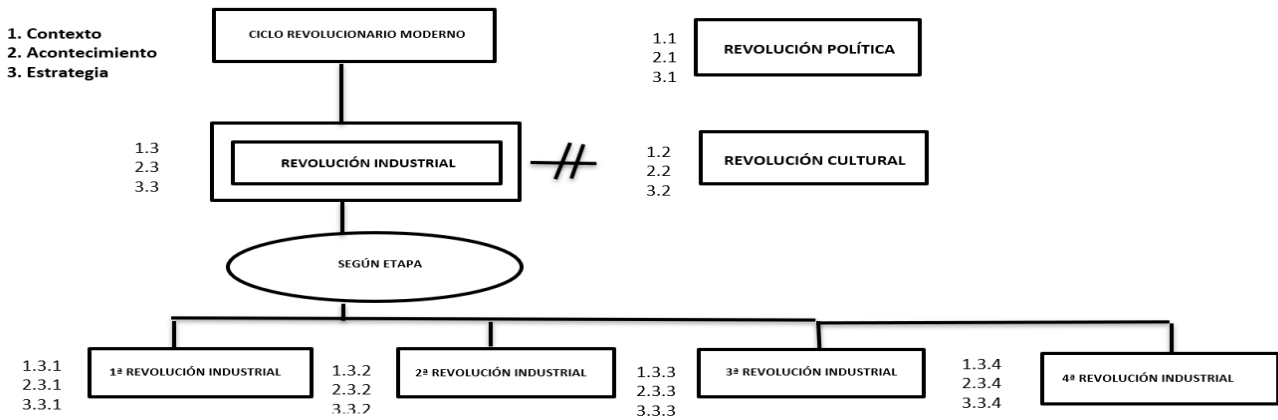 1. Contexto
2. Acontecimiento
3. Estrategia
CICLO REVOLUCIONARIO MODERNO
1.1
2.1
3.1
REVOLUCIÓN POLÍTICA
1.3
2.3
3.3
REVOLUCIÓN INDUSTRIAL
1.2
2.2
3.2
REVOLUCIÓN CULTURAL
SEGÚN ETAPA
1.3.1
2.3.1
3.3.1
1ª REVOLUCIÓN INDUSTRIAL
1.3.2
2.3.2
3.3.2
2ª REVOLUCIÓN INDUSTRIAL
1.3.3
2.3.3
3.3.3
3ª REVOLUCIÓN INDUSTRIAL
1.3.4
2.3.4
3.3.4
4ª REVOLUCIÓN INDUSTRIAL